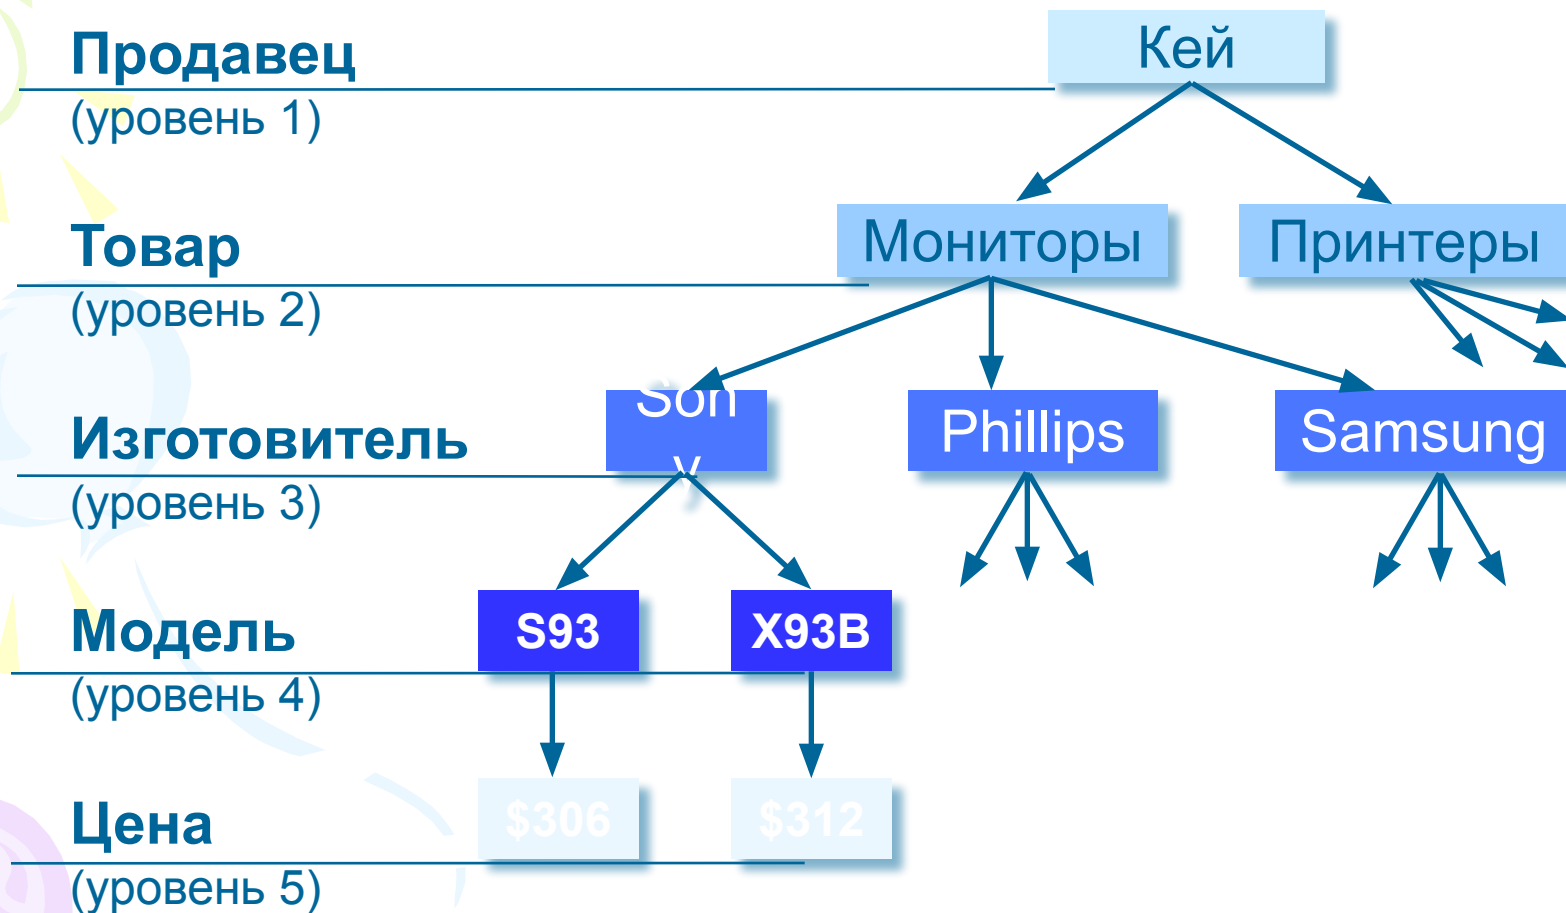 Продавец
(уровень 1)
Кей
Товар
(уровень 2)
Мониторы
Принтеры
Изготовитель
(уровень 3)
Son
y
Phillips
Samsung
Модель
(уровень 4)
S93
X93B
Цена
(уровень 5)
$306
$312